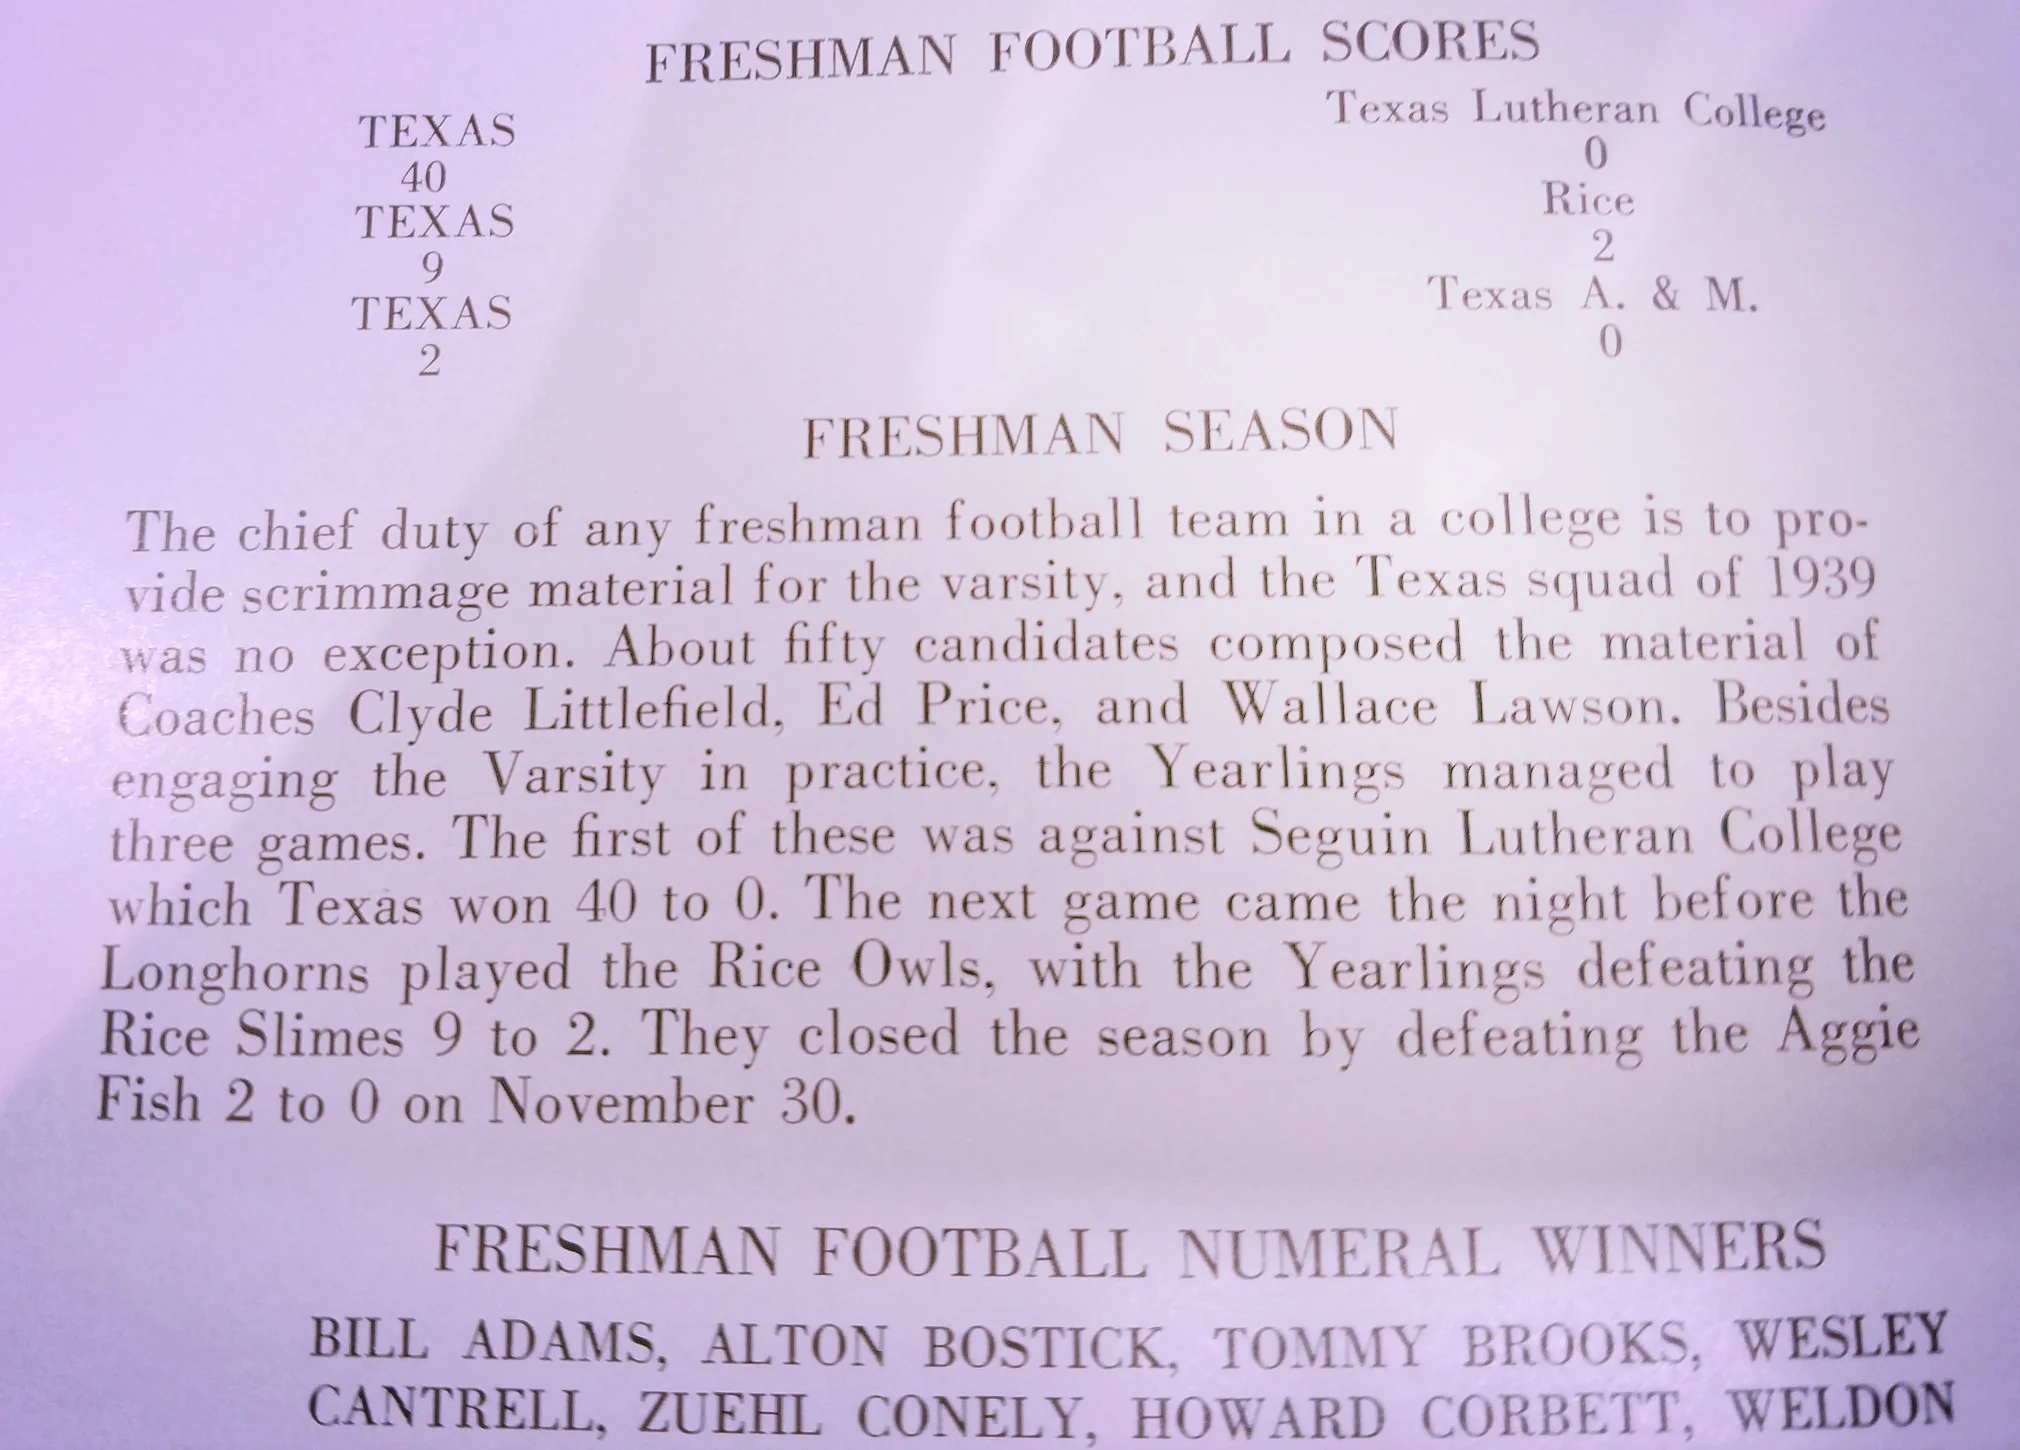 FRESHMAN FOOTBALL SCORES
TEXAS Texas Lutheran College
40 0
TEXAS Rice
9 2
TEXAS Texas A. & M.
2 0
FRESHMAN SEASON
The chief duty of any freshman football team in a college is to pro-
vide scrimmage material for the varsity, and the Texas squad of 1939
was no exception. About fifty candidates composed the material of
Coaches Clyde Littlefield, Ed Price, and Wallace Lawson. Besides
engaging the Varsity in practice, the Yearlings managed to play
three games. The first of these was against Seguin Lutheran College
which Texas won 40 to 0. The next game came the night before the
Longhorns played the Rice Owls, with the Yearlings defeating the
Rice Slimes 9 to 2. They closed the season by defeating the Aggie
Fish 2 to 0 on November 30.
FRESHMAN FOOTBALL NUMERAL WINNERS
BILL ADAMS, ALTON BOSTICK, TOMMY BROOKS, WESLEY
CANTRELL, ZUEHL CONELY, HOWARD CORBETT, WELDON